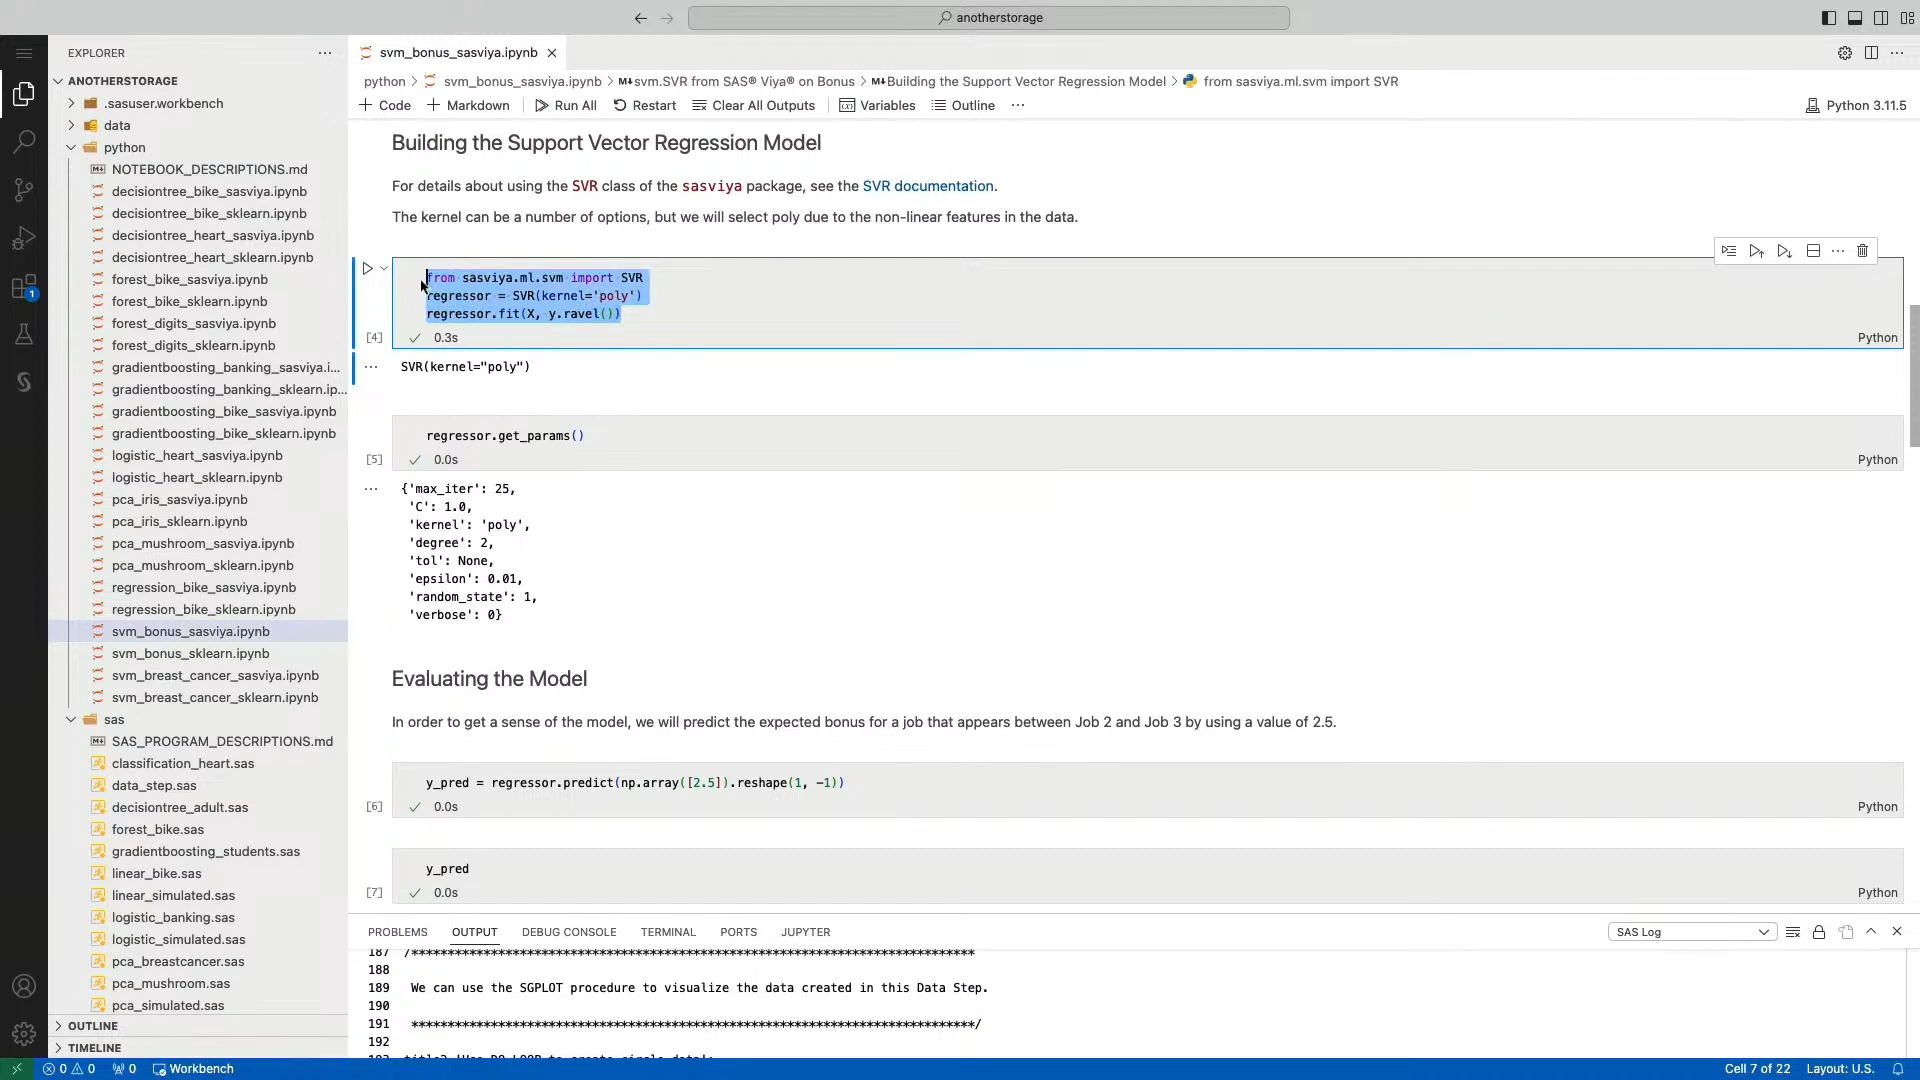 anotherstorage
EXPLORER
svm_bonus_sasviya.ipynb
ANOTHERSTORAGE
.sasuser.workbench
data
python
NOTEBOOK_DESCRIPTIONS.md
decisiontree_bike_sasviya.ipynb
decisiontree_bike_sklearn.ipynb
decisiontree_heart_sasviya.ipynb
decisiontree_heart_sklearn.ipynb
forest_bike_sasviya.ipynb
forest_bike_sklearn.ipynb
forest_digits_sasviya.ipynb
forest_digits_sklearn.ipynb
gradientboosting_banking_sasviya.i...
gradientboosting_banking_sklearn.ip...
gradientboosting_bike_sasviya.ipynb
gradientboosting_bike_sklearn.ipynb
logistic_heart_sasviya.ipynb
logistic_heart_sklearn.ipynb
pca_iris_sasviya.ipynb
pca_iris_sklearn.ipynb
pca_mushroom_sasviya.ipynb
pca_mushroom_sklearn.ipynb
regression_bike_sasviya.ipynb
regression_bike_sklearn.ipynb
svm_bonus_sasviya.ipynb
svm_bonus_sklearn.ipynb
svm_breast_cancer_sasviya.ipynb
svm_breast_cancer_sklearn.ipynb
sas
SAS_PROGRAM_DESCRIPTIONS.md
classification_heart.sas
data_step.sas
decisiontree_adult.sas
forest_bike.sas
gradientboosting_students.sas
linear_bike.sas
linear_simulated.sas
logistic_banking.sas
logistic_simulated.sas
pca_breastcancer.sas
pca_mushroom.sas
pca_simulated.sas
OUTLINE
TIMELINE
1
python > svm_bonus_sasviya.ipynb > M↓svm.SVR from SAS® Viya® on Bonus > M↓Building the Support Vector Regression Model > from sasviya.ml.svm import SVR
+ Code + Markdown Run All Restart Clear All Outputs Variables Outline ... Python 3.11.5
Building the Support Vector Regression Model
For details about using the SVR class of the sasviya package, see the SVR documentation.
The kernel can be a number of options, but we will select poly due to the non-linear features in the data.
from sasviya.ml.svm import SVR
regressor = SVR(kernel='poly')
regressor.fit(X, y.ravel())
[4] ✓ 0.3s Python
SVR(kernel="poly")
regressor.get_params()
[5] ✓ 0.0s Python
{'max_iter': 25,
'C': 1.0,
'kernel': 'poly',
'degree': 2,
'tol': None,
'epsilon': 0.01,
'random_state': 1,
'verbose': 0}
Evaluating the Model
In order to get a sense of the model, we will predict the expected bonus for a job that appears between Job 2 and Job 3 by using a value of 2.5.
y_pred = regressor.predict(np.array([2.5]).reshape(1, -1))
[6] ✓ 0.0s Python
y_pred
[7] ✓ 0.0s Python
PROBLEMS OUTPUT DEBUG CONSOLE TERMINAL PORTS JUPYTER SAS Log
187 /******************************************************************************
188
189 We can use the SGPLOT procedure to visualize the data created in this Data Step.
190
191 ******************************************************************************/
192
0 0 0 Workbench Cell 7 of 22 Layout: U.S.